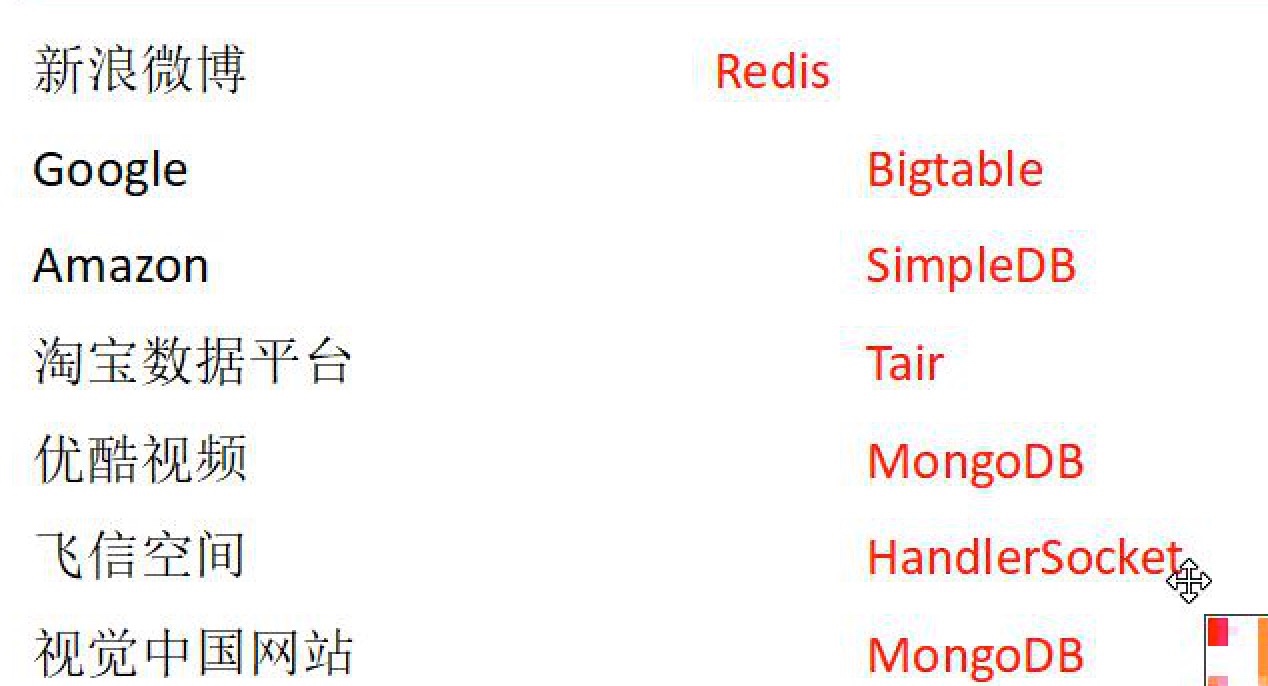 新浪微博 Redis
Google Bigtable
Amazon SimpleDB
淘宝数据平台 Tair
优酷视频 MongoDB
飞信空间 HandlerSocket
视觉中国网站 MongoDB